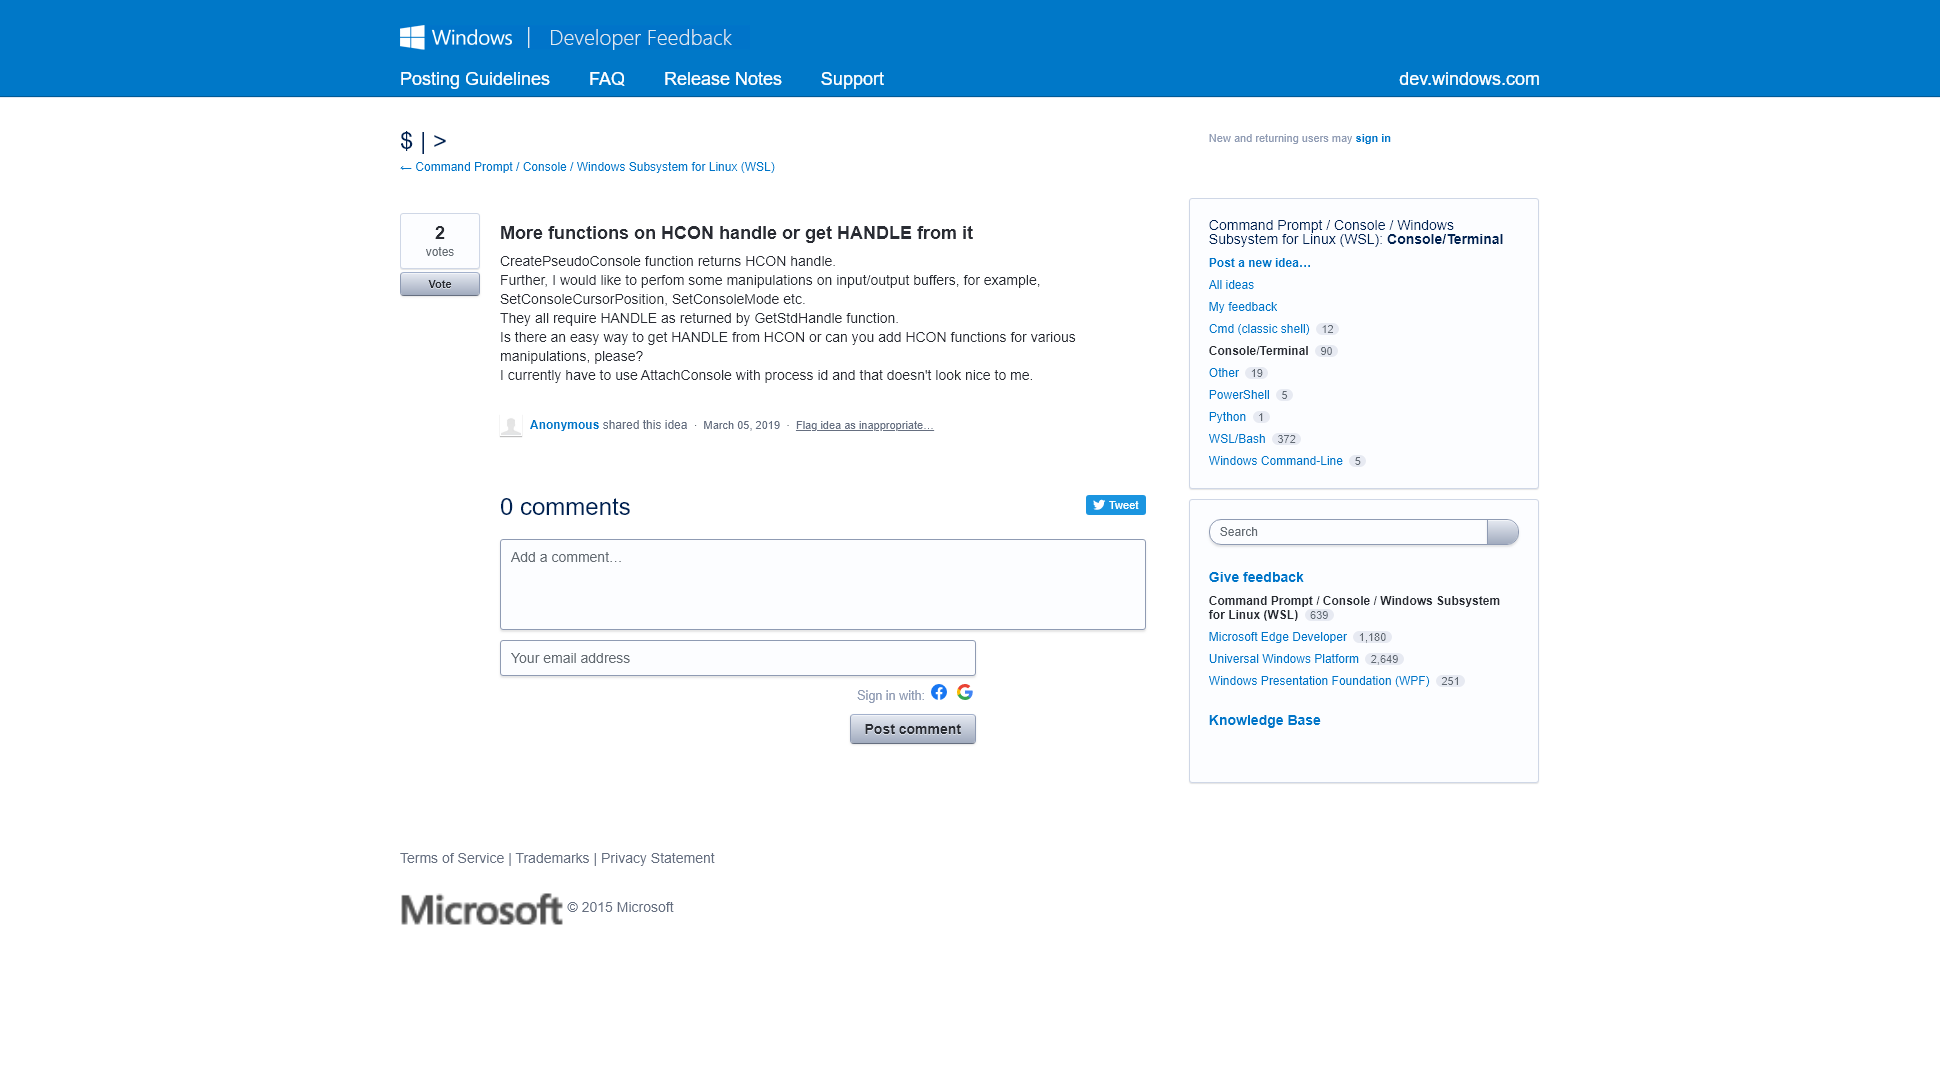 Windows | Developer Feedback
Posting Guidelines FAQ Release Notes Support dev.windows.com
$ | >
← Command Prompt / Console / Windows Subsystem for Linux (WSL)
New and returning users may sign in
2
votes
Vote
More functions on HCON handle or get HANDLE from it
CreatePseudoConsole function returns HCON handle.
Further, I would like to perfom some manipulations on input/output buffers, for example,
SetConsoleCursorPosition, SetConsoleMode etc.
They all require HANDLE as returned by GetStdHandle function.
Is there an easy way to get HANDLE from HCON or can you add HCON functions for various
manipulations, please?
I currently have to use AttachConsole with process id and that doesn't look nice to me.
Anonymous shared this idea · March 05, 2019 · Flag idea as inappropriate…
0 comments
Tweet
Add a comment…
Your email address
Sign in with:
Post comment
Command Prompt / Console / Windows
Subsystem for Linux (WSL): Console/Terminal
Post a new idea…
All ideas
My feedback
Cmd (classic shell) 12
Console/Terminal 90
Other 19
PowerShell 5
Python 1
WSL/Bash 372
Windows Command-Line 5
Search
Give feedback
Command Prompt / Console / Windows Subsystem
for Linux (WSL) 639
Microsoft Edge Developer 1,180
Universal Windows Platform 2,649
Windows Presentation Foundation (WPF) 251
Knowledge Base
Terms of Service | Trademarks | Privacy Statement
Microsoft © 2015 Microsoft